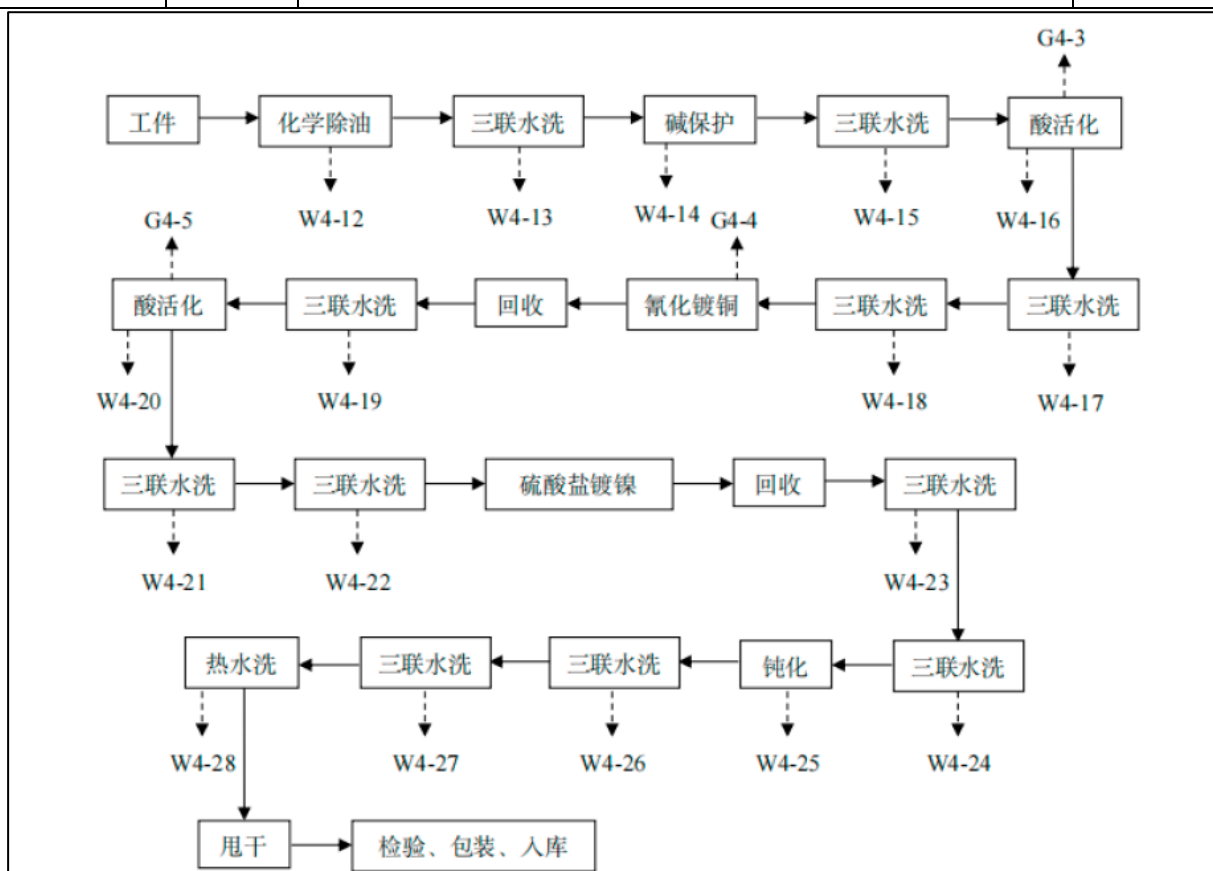 G4-3
工件
化学除油
三联水洗
碱保护
三联水洗
酸活化
W4-12
W4-13
W4-14
W4-15
W4-16
G4-5
G4-4
酸活化
三联水洗
回收
氰化镀铜
三联水洗
三联水洗
W4-20
W4-19
W4-18
W4-17
三联水洗
三联水洗
硫酸盐镀镍
回收
三联水洗
W4-21
W4-22
W4-23
热水洗
三联水洗
三联水洗
钝化
三联水洗
W4-28
W4-27
W4-26
W4-25
W4-24
甩干
检验、包装、入库